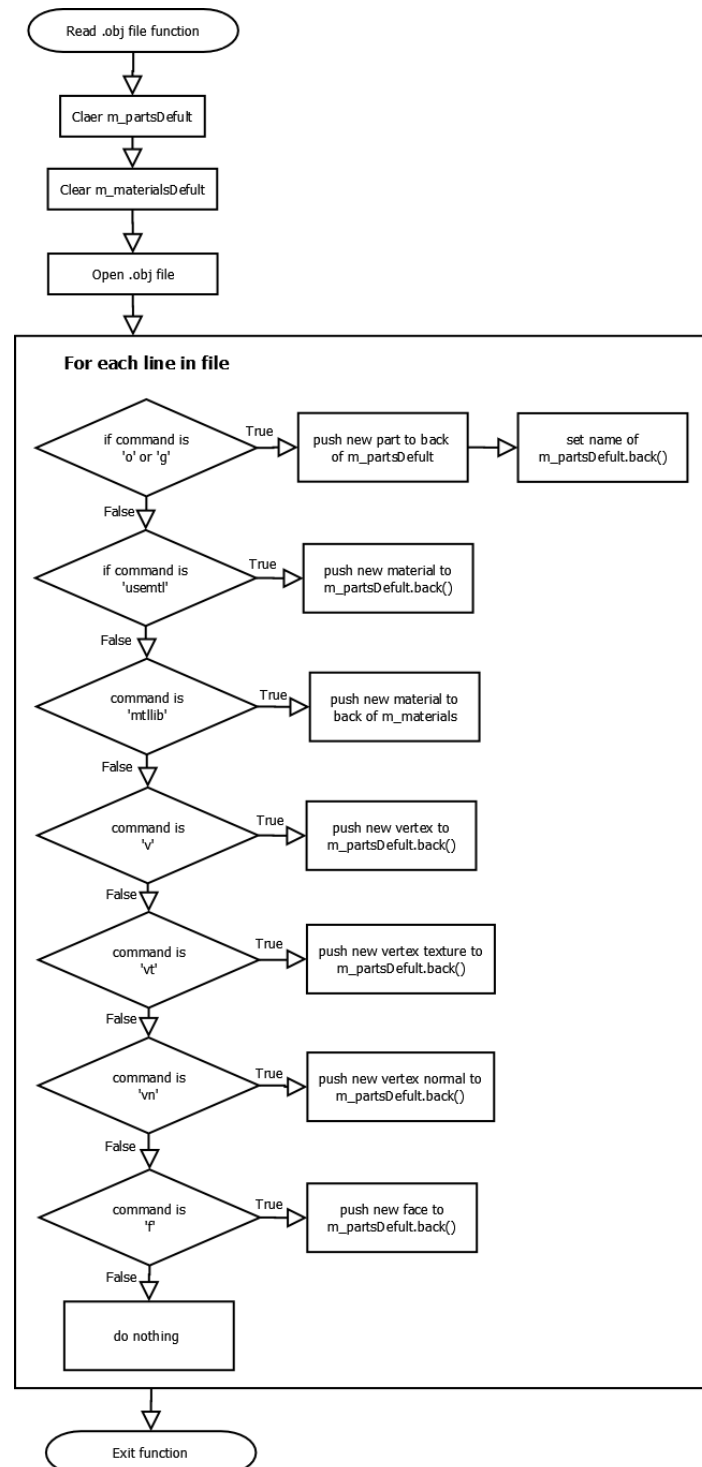 Read .obj file function
Claer m_partsDefult
Clear m_materialsDefult
Open .obj file
For each line in file
if command is
'o' or 'g'
True
push new part to back
of m_partsDefult
set name of
m_partsDefult.back()
False
if command is
'usemtl'
True
push new material to
m_partsDefult.back()
False
command is
'mtllib'
True
push new material to
back of m_materials
False
command is
'v'
True
push new vertex to
m_partsDefult.back()
False
command is
'vt'
True
push new vertex texture to
m_partsDefult.back()
False
command is
'vn'
True
push new vertex normal to
m_partsDefult.back()
False
command is
'f'
True
push new face to
m_partsDefult.back()
False
do nothing
Exit function